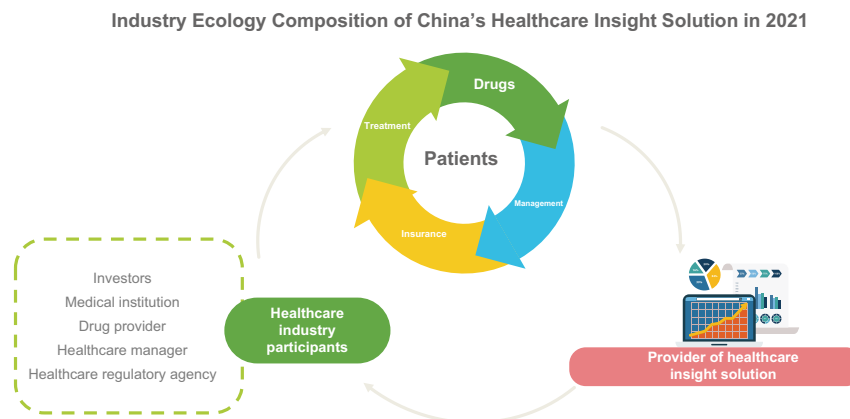 Industry Ecology Composition of China's Healthcare Insight Solution in 2021
Drugs
Treatment
Patients
Management
Insurance
Investors
Medical institution
Drug provider
Healthcare manager
Healthcare regulatory agency
Healthcare
industry
participants
Provider of healthcare
insight solution